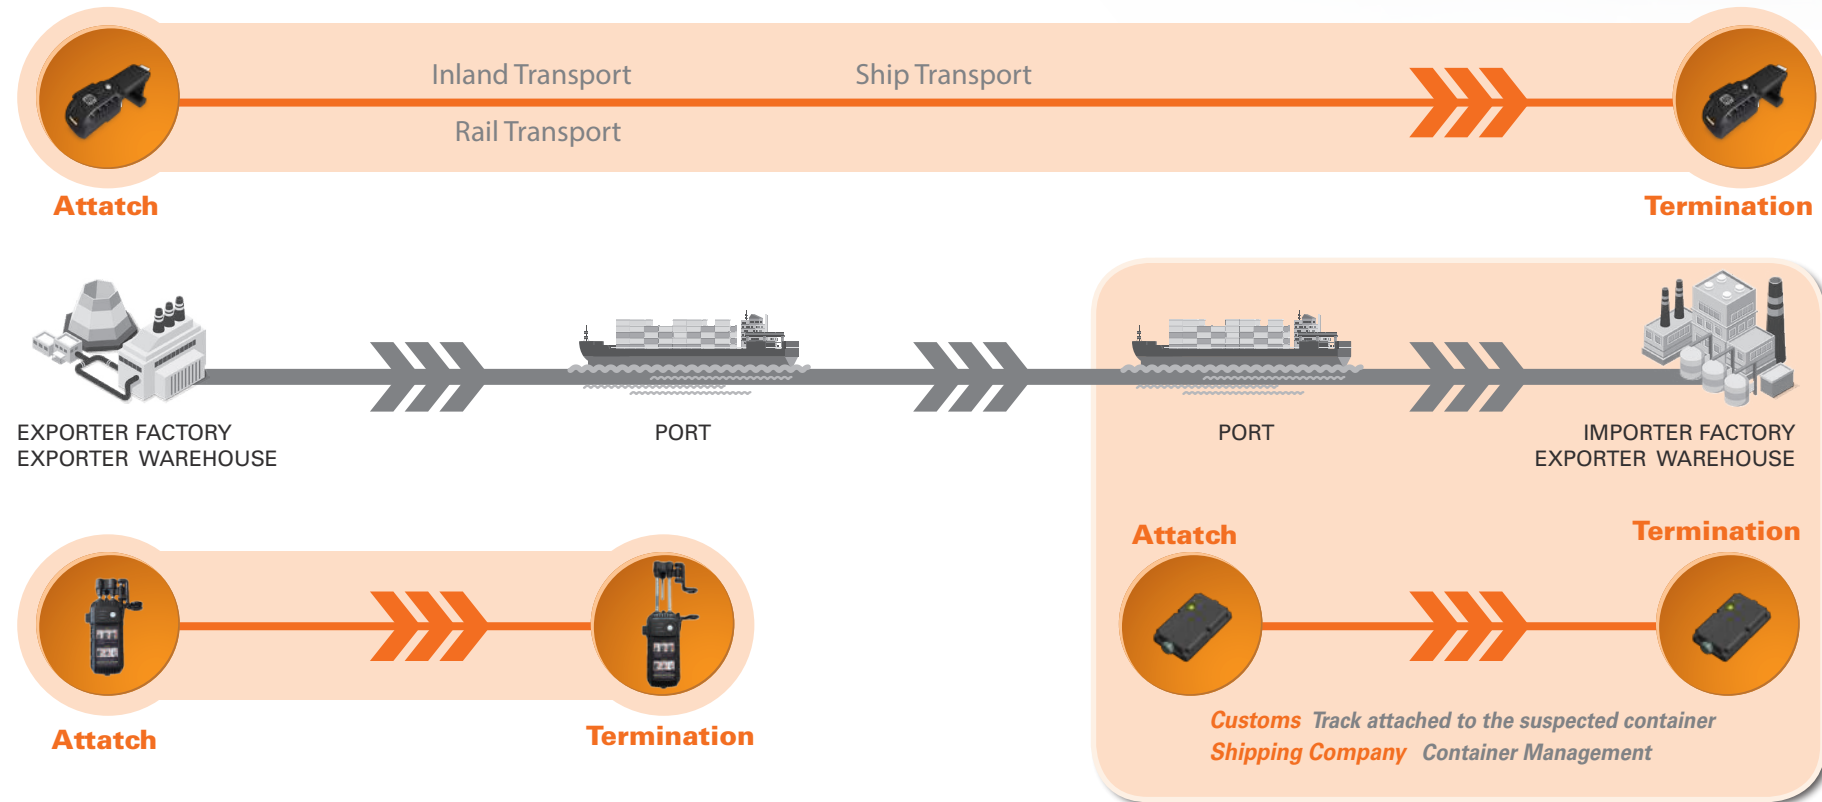 Inland Transport
Ship Transport
Rail Transport
Attatch
Termination
EXPORTER FACTORY
EXPORTER WAREHOUSE
PORT
PORT
IMPORTER FACTORY
EXPORTER WAREHOUSE
Attatch
Termination
Attatch
Termination
Customs Track attached to the suspected container
Shipping Company Container Management